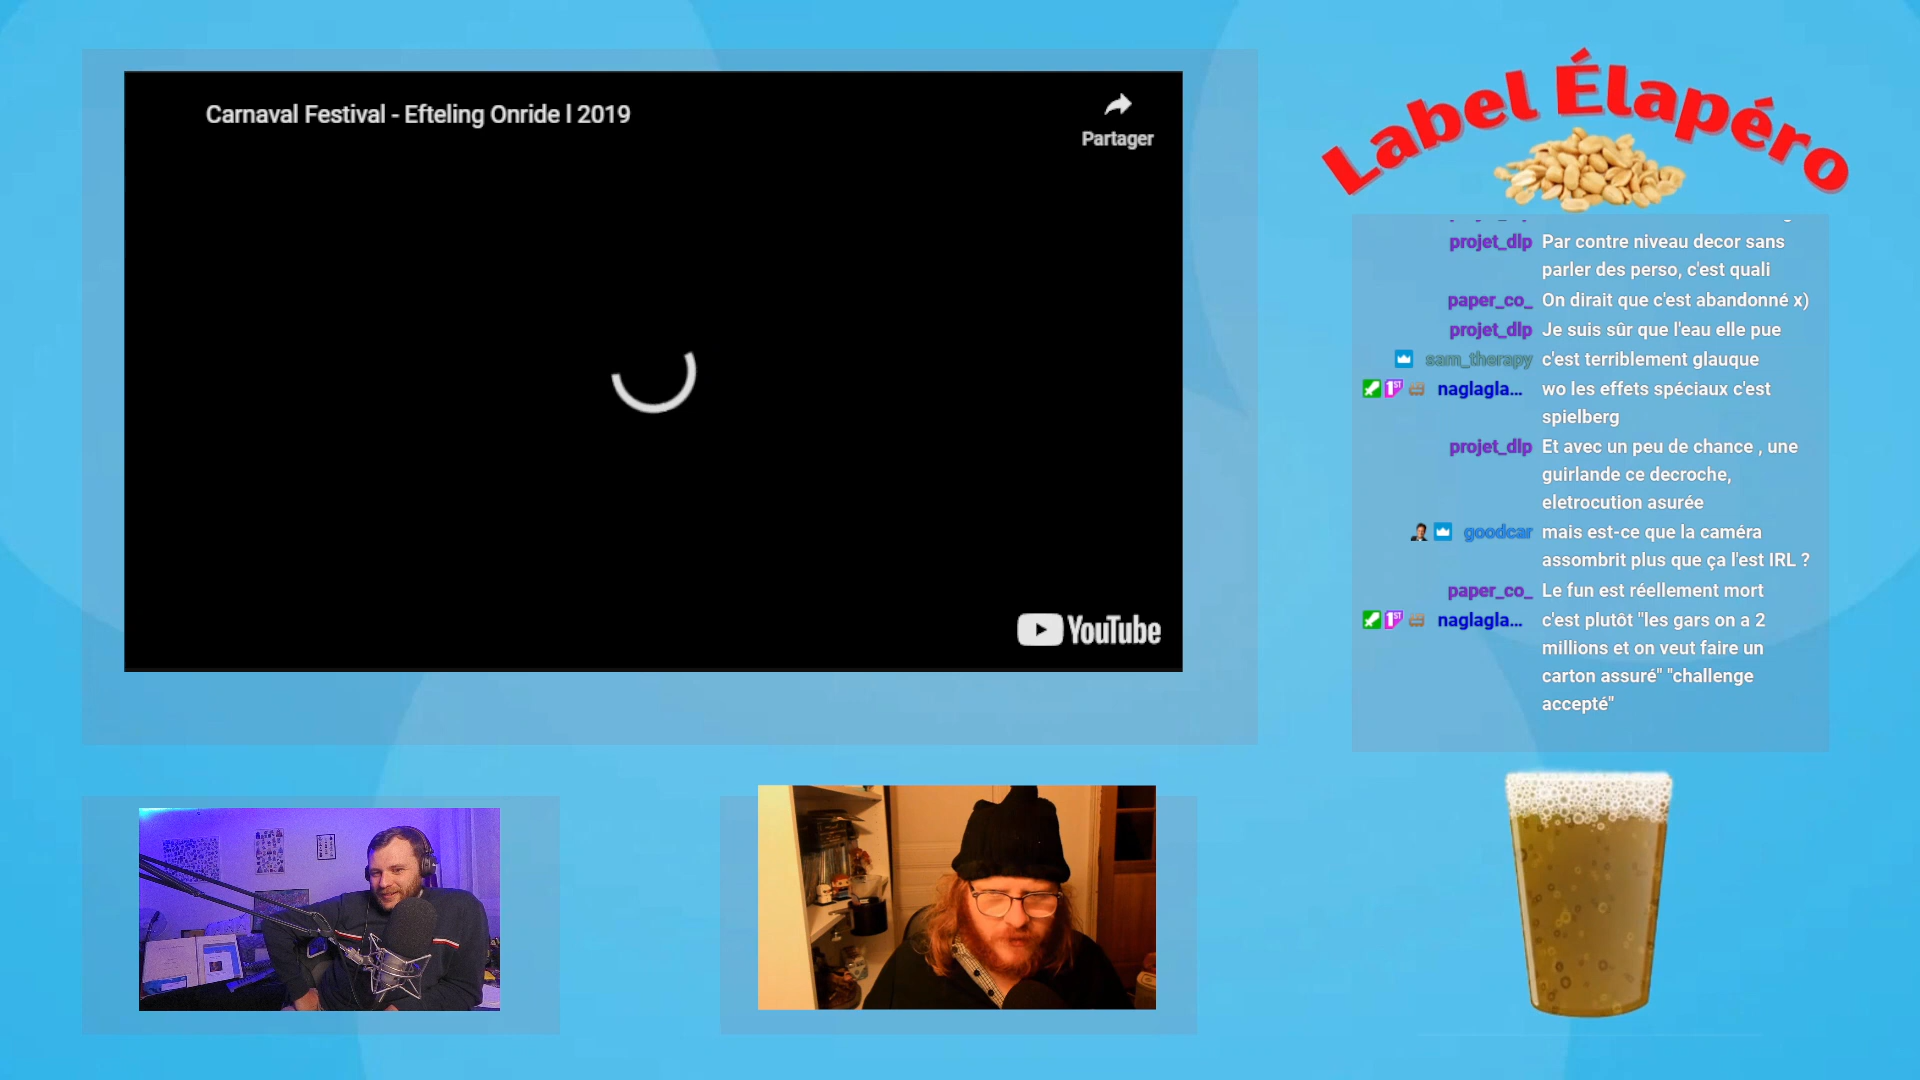 Carnaval Festival - Efteling Onride l 2019
Partager
YouTube
Label Élapéro
projet_dlp Par contre niveau decor sans
parler des perso, c'est quali
paper_co_ On dirait que c'est abandonné x)
projet_dlp Je suis sûr que l'eau elle pue
sam_therapy c'est terriblement glauque
1ST naglagla... wo les effets spéciaux c'est
spielberg
projet_dlp Et avec un peu de chance , une
guirlande ce decroche,
eletrocution asurée
goodcar mais est-ce que la caméra
assombrit plus que ça l'est IRL ?
paper_co_ Le fun est réellement mort
1ST naglagla... c'est plutôt "les gars on a 2
millions et on veut faire un
carton assuré" "challenge
accepté"